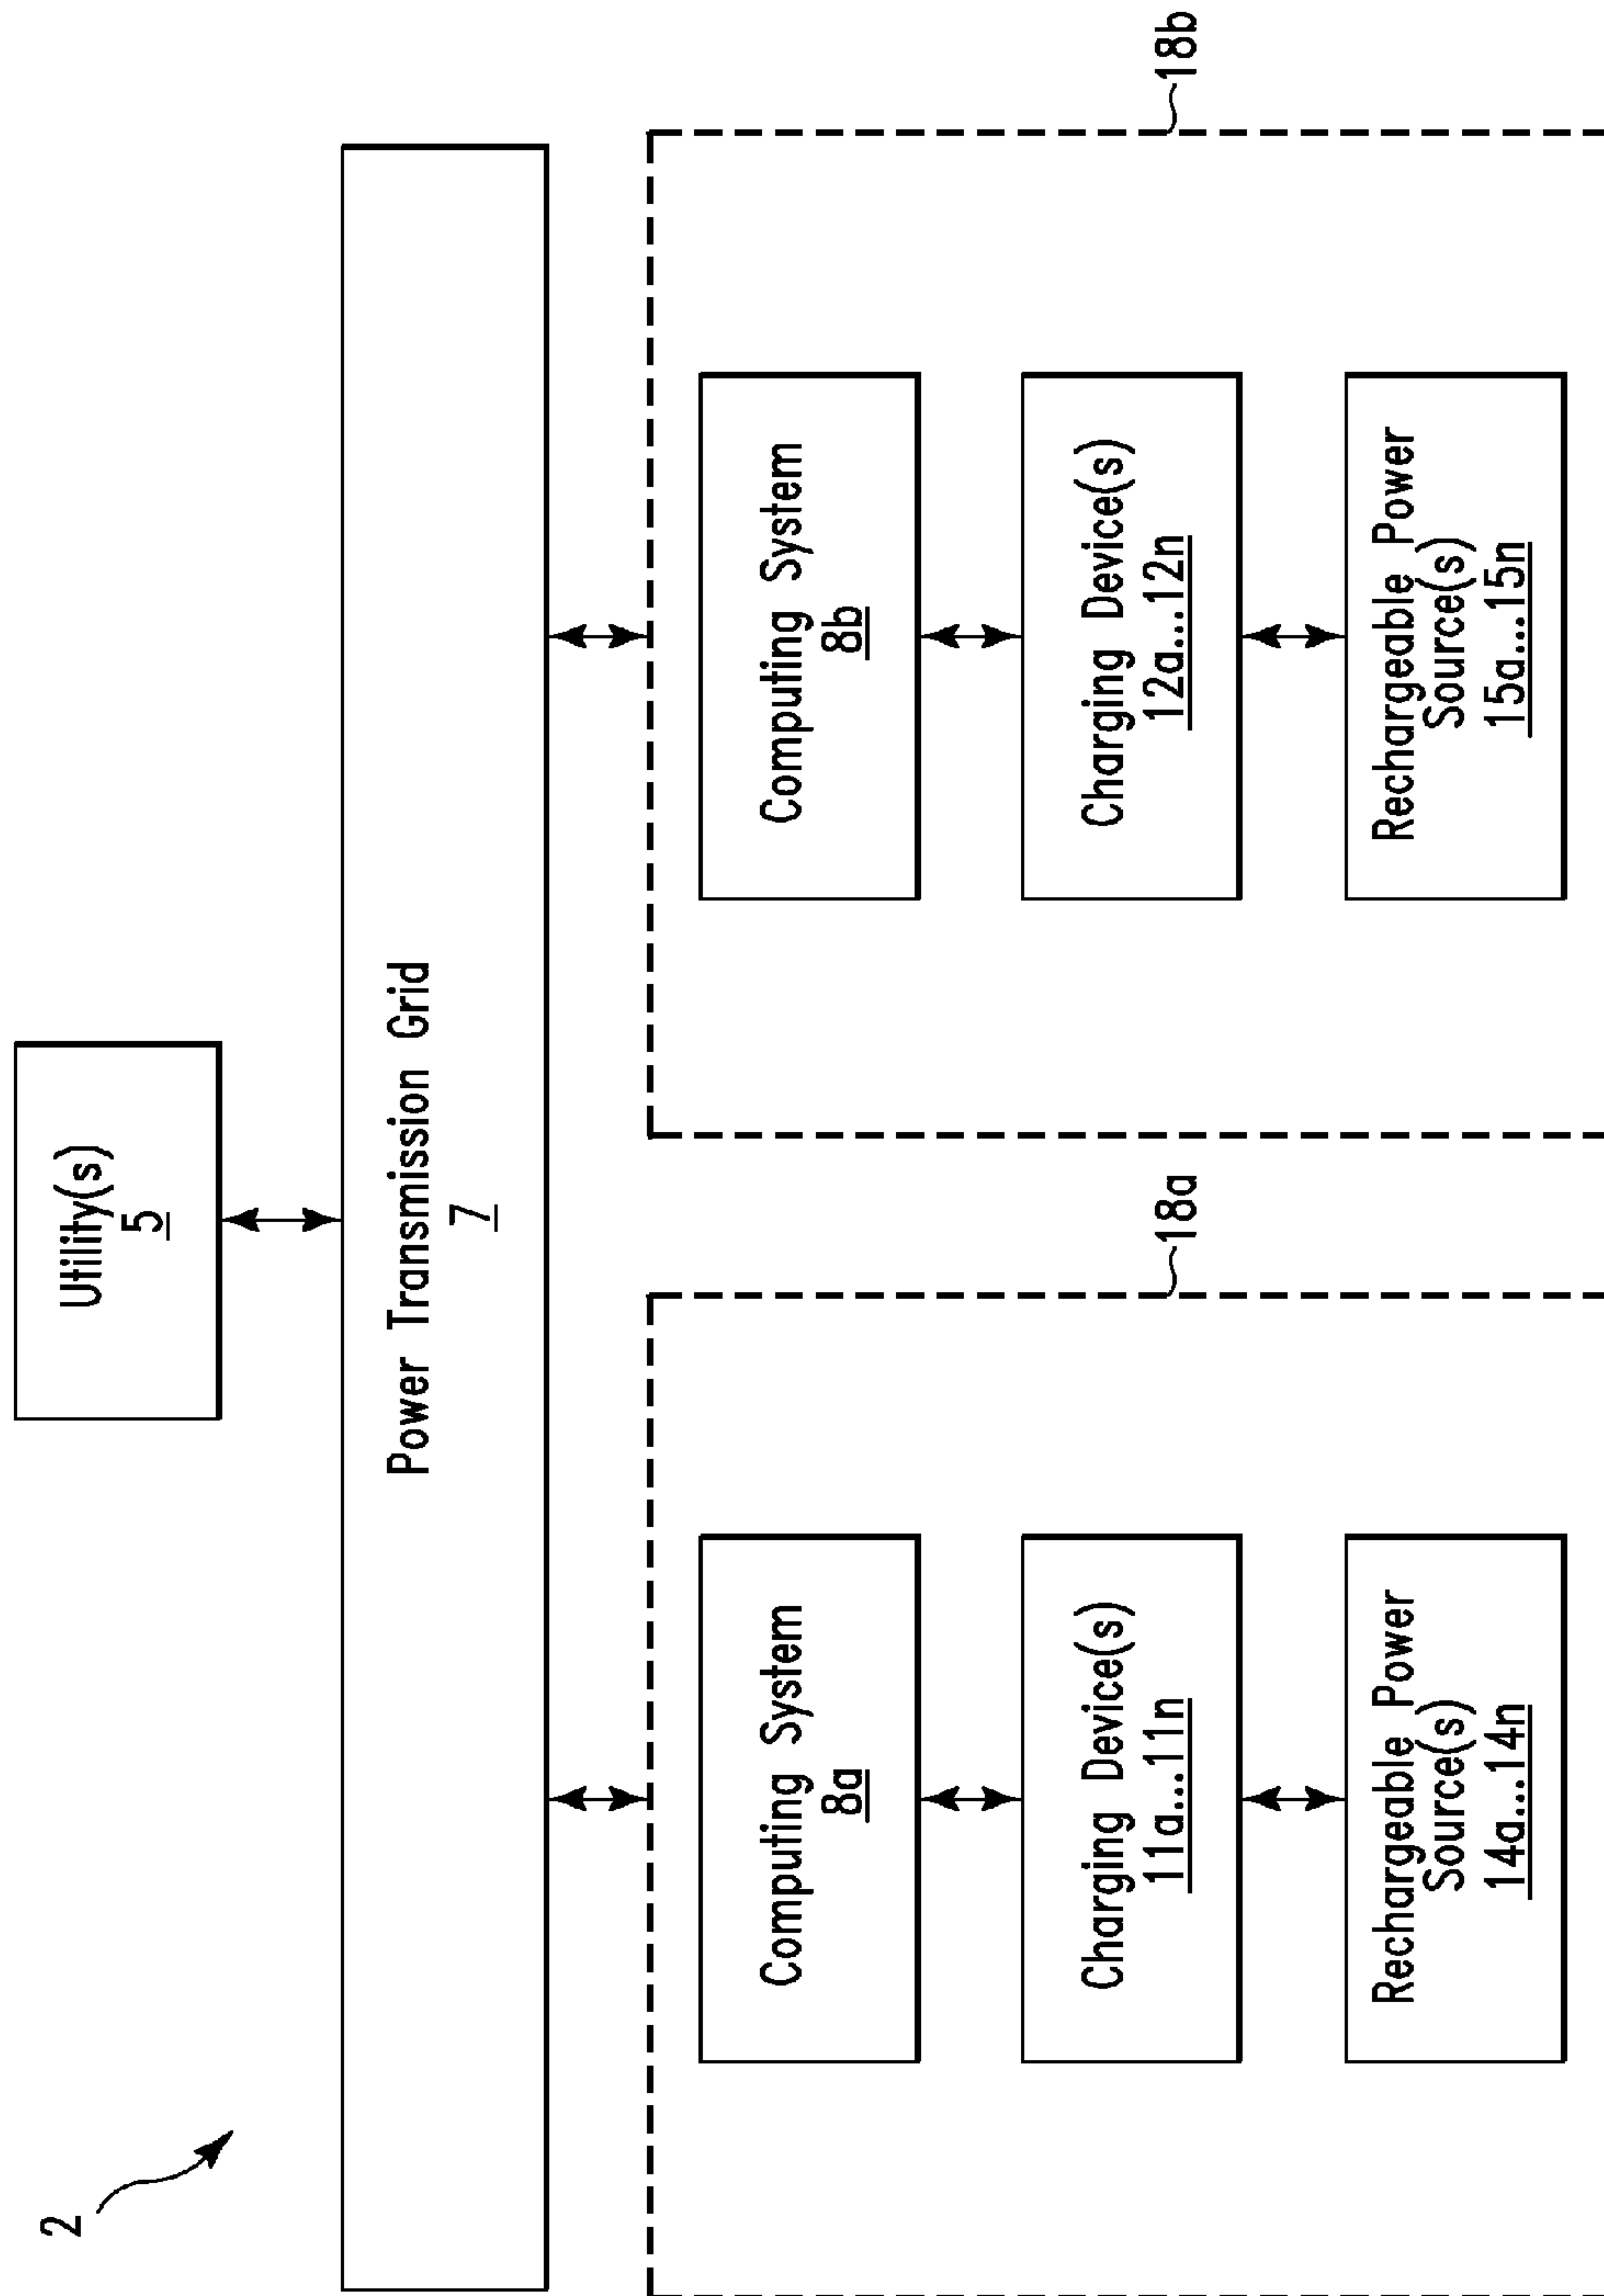 2
Utility(s)
5
Power Transmission Grid
7
Computing System
8a
Charging Device(s)
11a...11n
Rechargeable Power
Source(s)
14a...14n
18a
Computing System
8b
Charging Device(s)
12a...12n
Rechargeable Power
Source(s)
15a...15n
18b